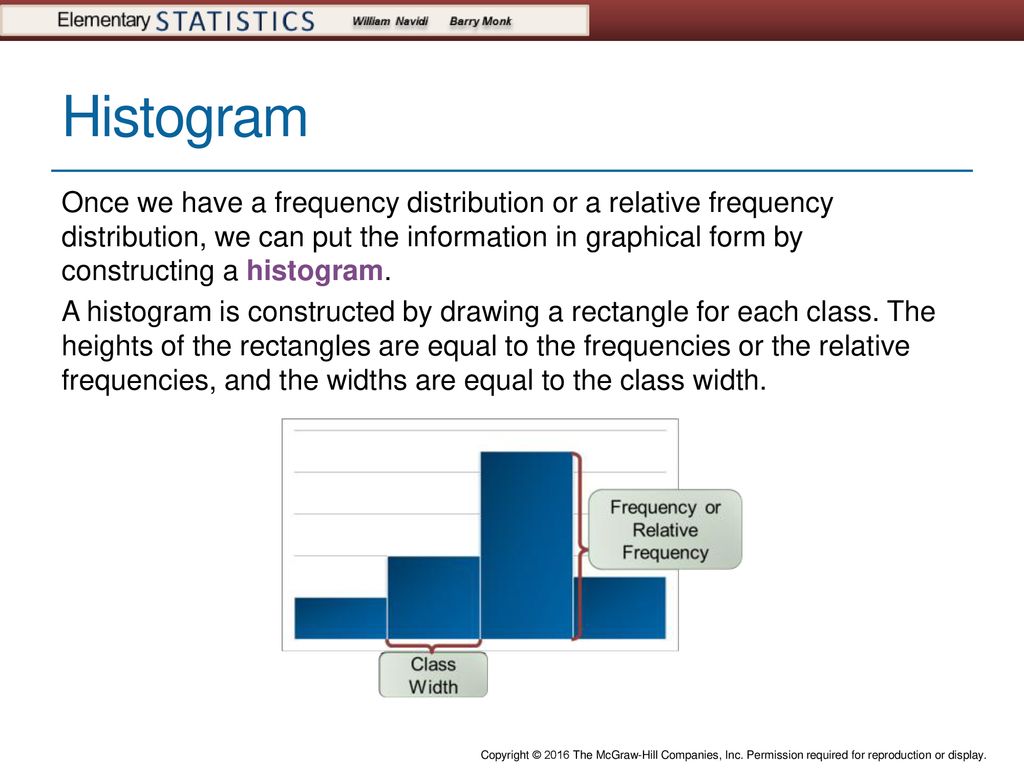 Elementary STATISTICS William Navidi Barry Monk
Histogram
Once we have a frequency distribution or a relative frequency
distribution, we can put the information in graphical form by
constructing a histogram.
A histogram is constructed by drawing a rectangle for each class. The
heights of the rectangles are equal to the frequencies or the relative
frequencies, and the widths are equal to the class width.
Frequency or
Relative
Frequency
Class
Width
Copyright © 2016 The McGraw-Hill Companies, Inc. Permission required for reproduction or display.